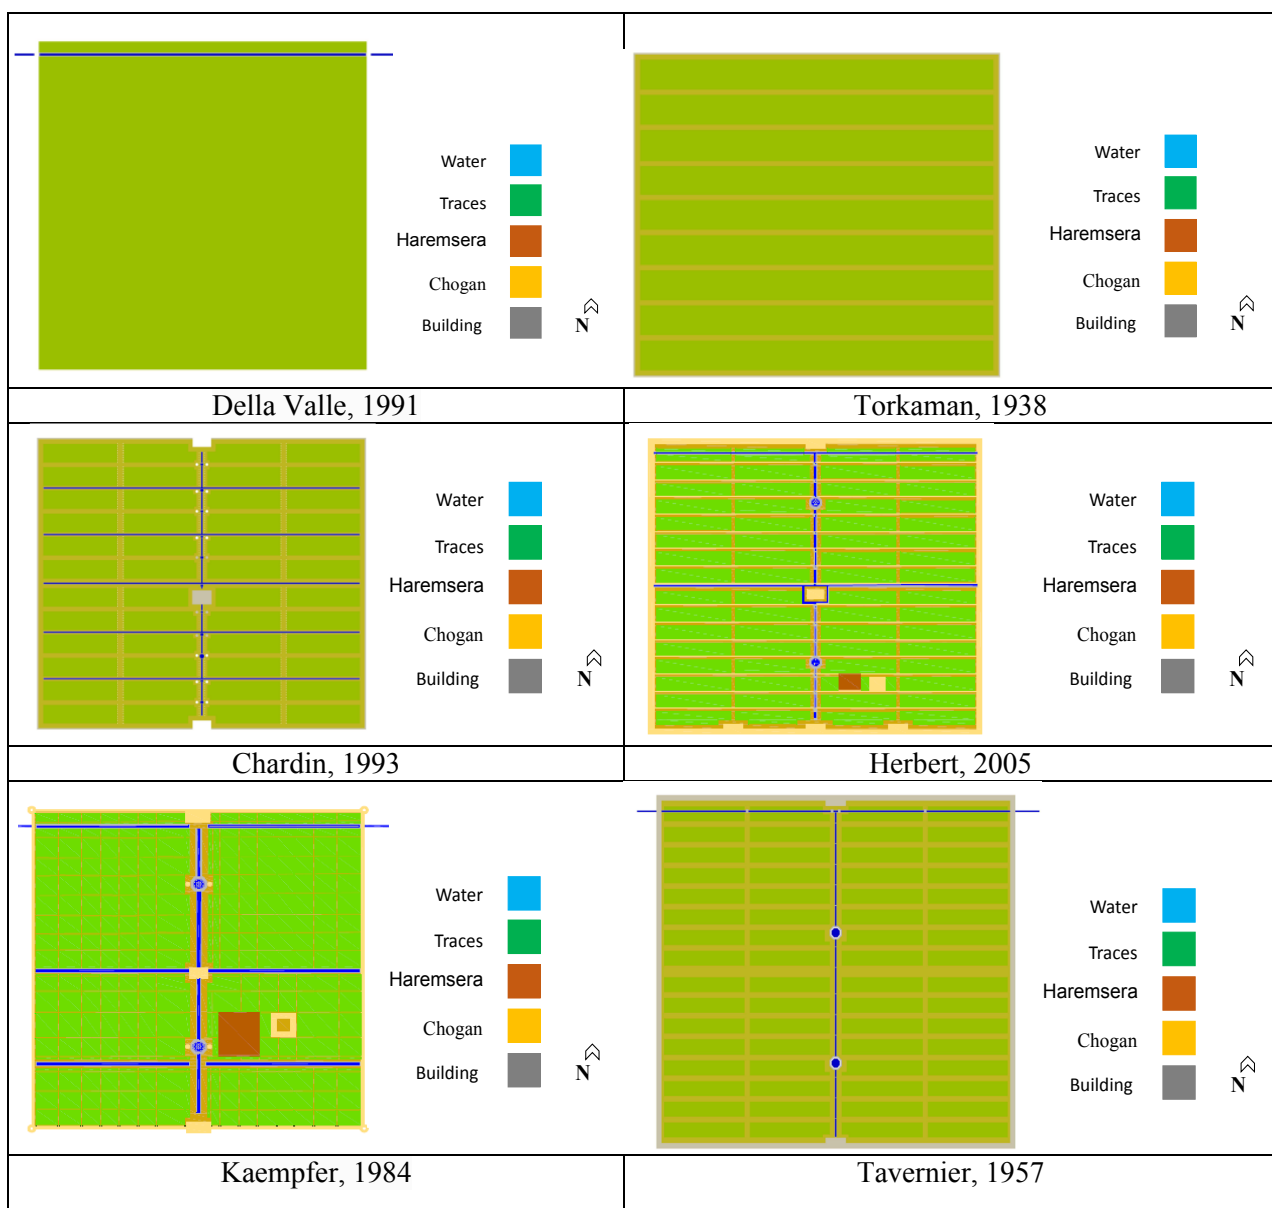 Water
Traces
Haremsera
Chogan
Building
N
Della Valle, 1991
Water
Traces
Haremsera
Chogan
Building
N
Torkaman, 1938
Water
Traces
Haremsera
Chogan
Building
N
Chardin, 1993
Water
Traces
Haremsera
Chogan
Building
N
Herbert, 2005
Water
Traces
Haremsera
Chogan
Building
N
Kaempfer, 1984
Water
Traces
Haremsera
Chogan
Building
N
Tavernier, 1957